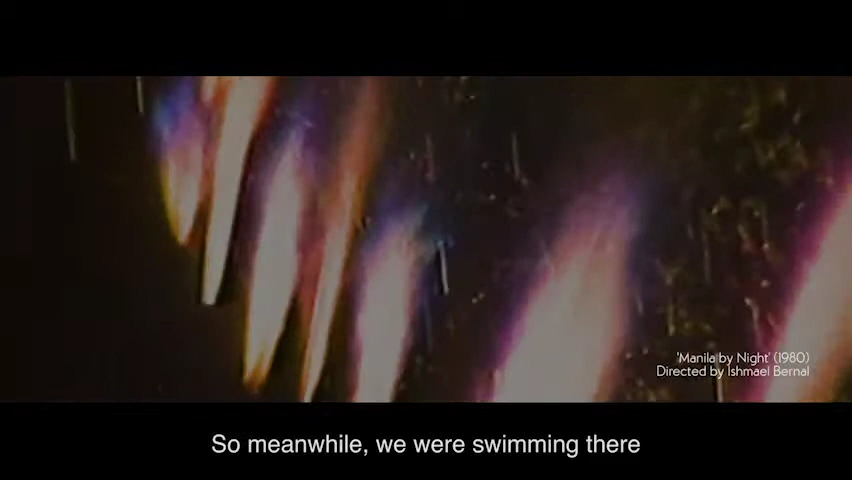 'Manila by Night' (1980)
Directed by Ishmael Bernal
So meanwhile, we were swimming there